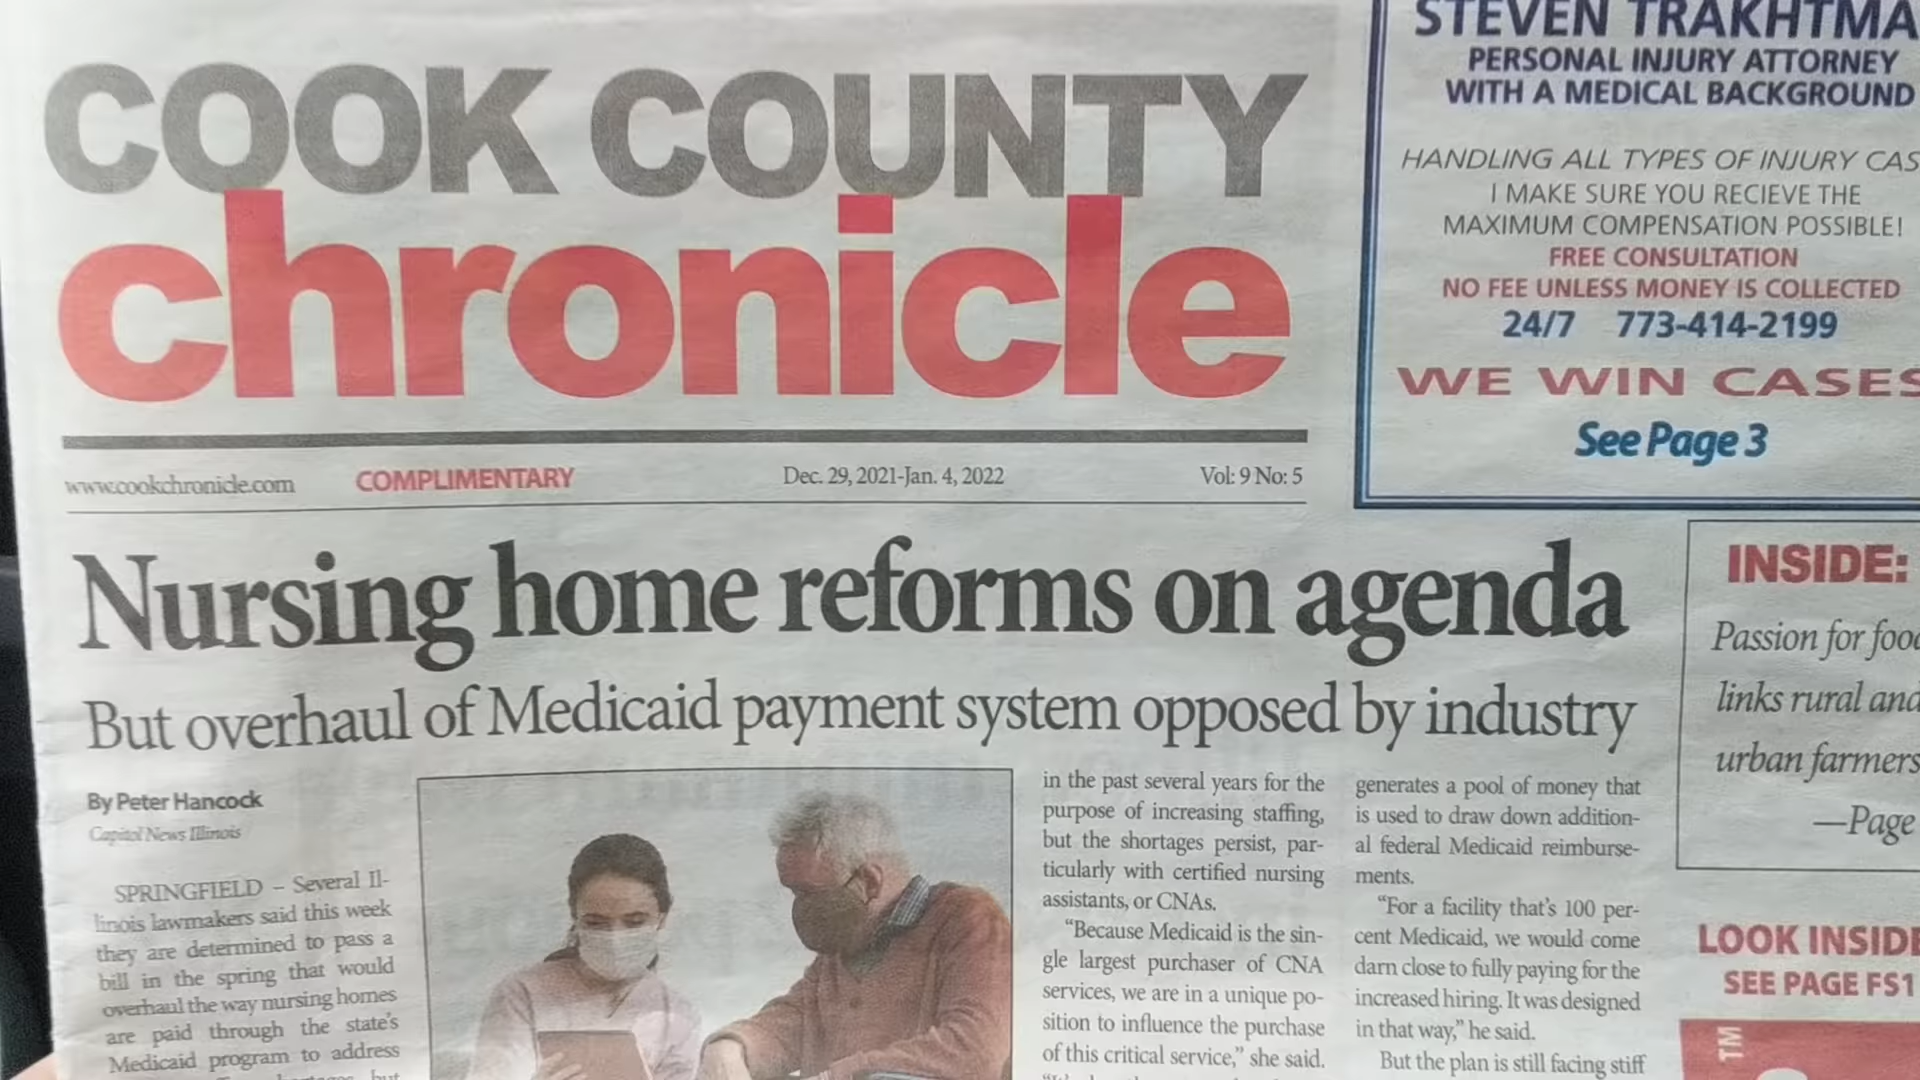 COOK COUNTY
chronicle
www.cookchronicle.com COMPLIMENTARY Dec. 29, 2021-Jan. 4, 2022 Vol: 9 No: 5
STEVEN TRAKHTMA
PERSONAL INJURY ATTORNEY
WITH A MEDICAL BACKGROUND
HANDLING ALL TYPES OF INJURY CAS
I MAKE SURE YOU RECIEVE THE
MAXIMUM COMPENSATION POSSIBLE!
FREE CONSULTATION
NO FEE UNLESS MONEY IS COLLECTED
24/7 773-414-2199
WE WIN CASES
See Page 3
Nursing home reforms on agenda
But overhaul of Medicaid payment system opposed by industry
By Peter Hancock
Capitol News Illinois
SPRINGFIELD – Several Il-
linois lawmakers said this week
they are determined to pass a
bill in the spring that would
overhaul the way nursing homes
are paid through the state's
Medicaid program to address
but
in the past several years for the
purpose of increasing staffing,
but the shortages persist, par-
ticularly with certified nursing
assistants, or CNAs.
“Because Medicaid is the sin-
gle largest purchaser of CNA
services, we are in a unique po-
sition to influence the purchase
of this critical service,” she said.
generates a pool of money that
is used to draw down addition-
al federal Medicaid reimburse-
ments.
“For a facility that’s 100 per-
cent Medicaid, we would come
darn close to fully paying for the
increased hiring. It was designed
in that way,” he said.
But the plan is still facing stiff
INSIDE:
Passion for food
links rural and
urban farmers
—Page
LOOK INSIDE
SEE PAGE FS1
TM